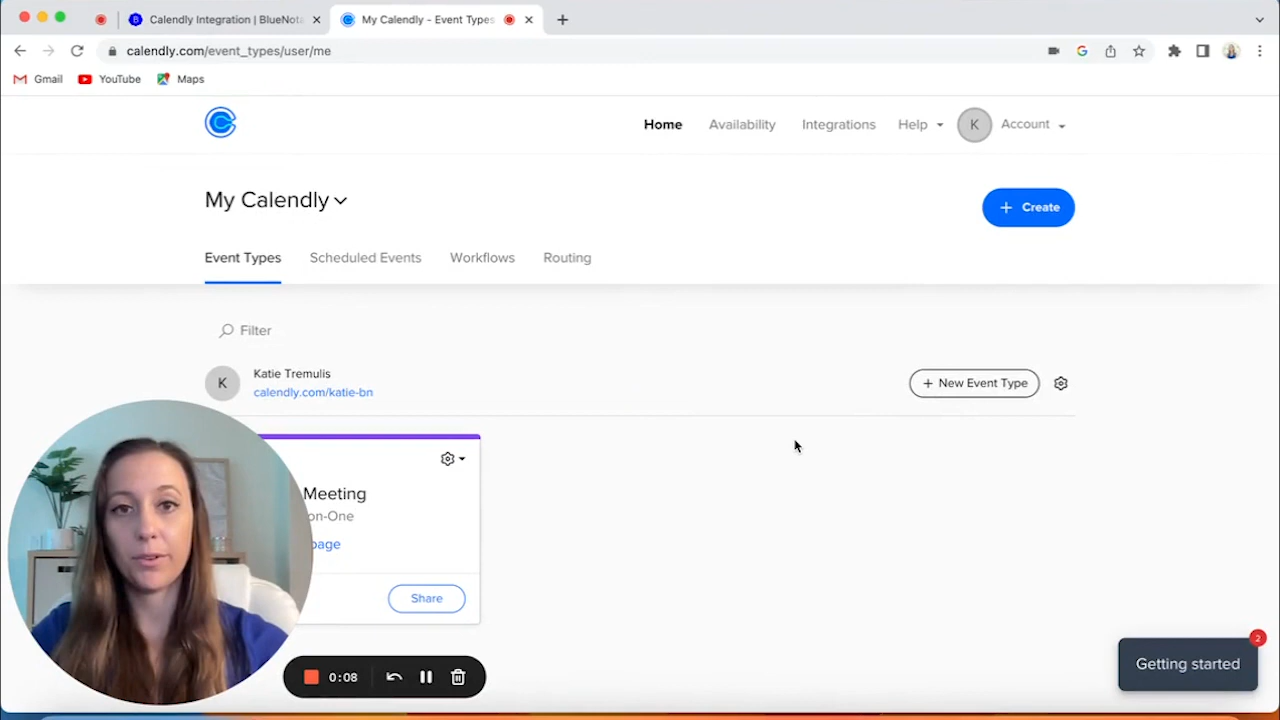 Calendly Integration | BlueNota
My Calendly - Event Types
calendly.com/event_types/user/me
Gmail YouTube Maps
Home Availability Integrations Help K Account
My Calendly
+ Create
Event Types Scheduled Events Workflows Routing
Filter
K
Katie Tremulis
calendly.com/katie-bn
+ New Event Type
Meeting
on-One
page
Share
2
Getting started
0:08